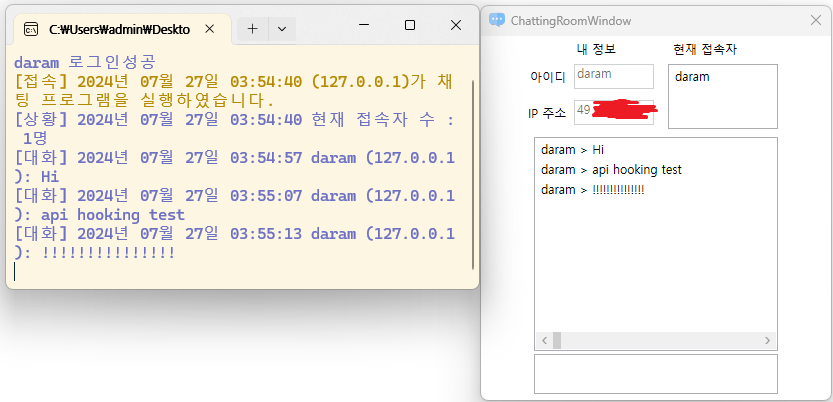 C:₩Users₩admin₩Deskto
daram 로그인성공
[접속] 2024년 07월 27일 03:54:40 (127.0.0.1)가 채
팅 프로그램을 실행하였습니다.
[상황] 2024년 07월 27일 03:54:40 현재 접속자 수 :
1명
[대화] 2024년 07월 27일 03:54:57 daram (127.0.0.1
): Hi
[대화] 2024년 07월 27일 03:55:07 daram (127.0.0.1
): api hooking test
[대화] 2024년 07월 27일 03:55:13 daram (127.0.0.1
): !!!!!!!!!!!!!!!
ChattingRoomWindow
내 정보
현재 접속자
아이디
daram
daram
IP 주소
49
daram > Hi
daram > api hooking test
daram > !!!!!!!!!!!!!!!